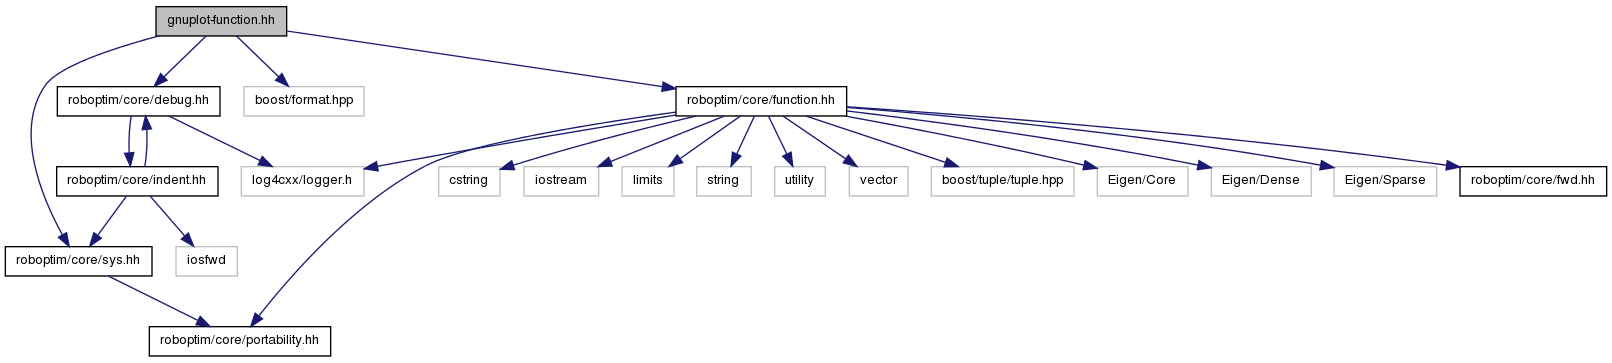 gnuplot-function.hh
roboptim/core/debug.hh
boost/format.hpp
roboptim/core/function.hh
roboptim/core/indent.hh
log4cxx/logger.h
cstring
iostream
limits
string
utility
vector
boost/tuple/tuple.hpp
Eigen/Core
Eigen/Dense
Eigen/Sparse
roboptim/core/fwd.hh
roboptim/core/sys.hh
iosfwd
roboptim/core/portability.hh